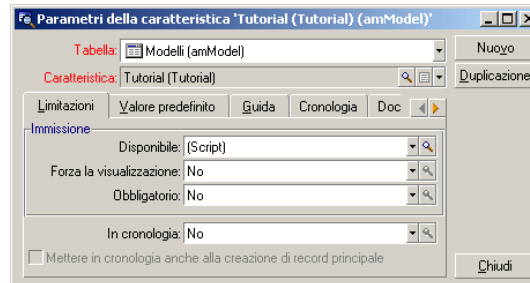 Parametri della caratteristica 'Tutorial (Tutorial) (amModel)'
Tabella: Modelli (amModel)
Nuovo
Caratteristica: Tutorial (Tutorial)
Duplicazione
Limitazioni Valore predefinito Guida Cronologia Doc
Immissione
Disponibile: (Script)
Forza la visualizzazione: No
Obbligatorio: No
In cronologia: No
Mettere in cronologia anche alla creazione di record principale
Chiudi